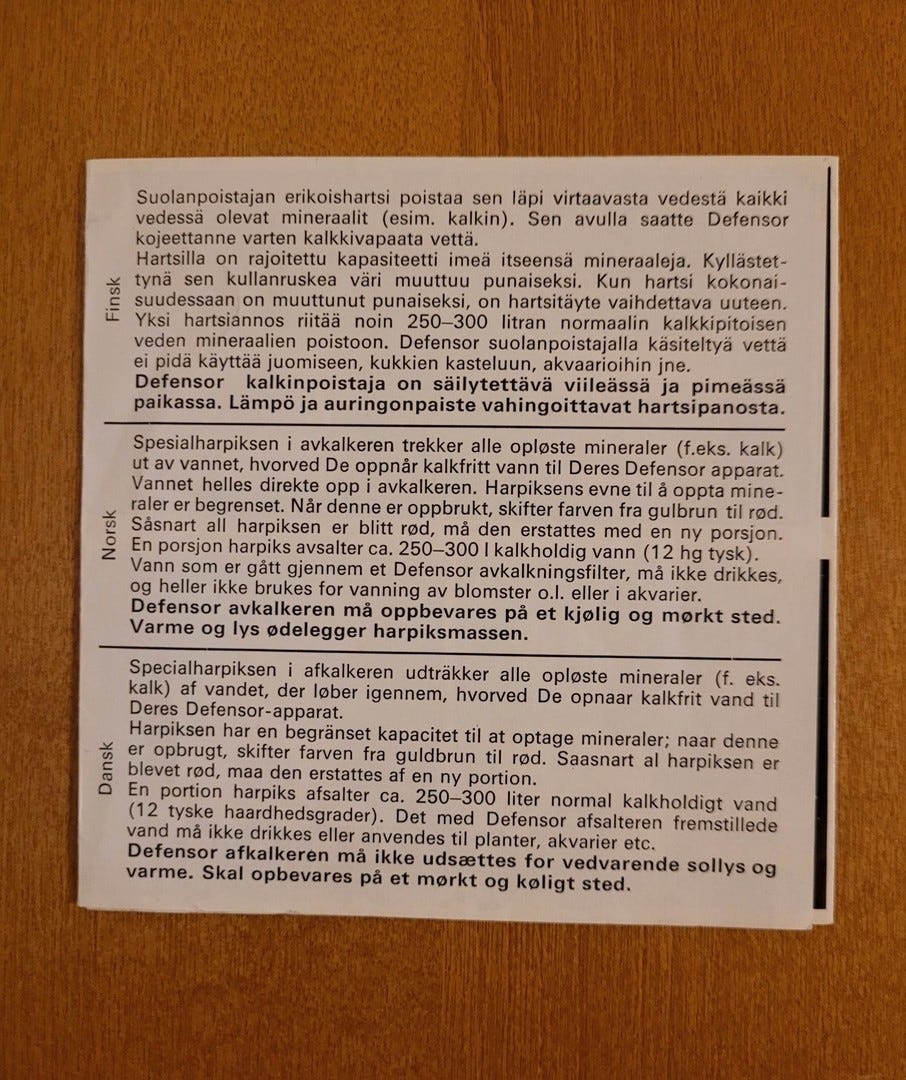 Finsk
Suolanpoistajan erikoishartsi poistaa sen läpi virtaavasta vedestä kaikki
vedessä olevat mineraalit (esim. kalkin). Sen avulla saatte Defensor
kojeettanne varten kalkkivapaata vettä.
Hartsilla on rajoitettu kapasiteetti imeä itseensä mineraaleja. Kyllästet-
tynä sen kullanruskea väri muuttuu punaiseksi. Kun hartsi kokonai-
suudessaan on muuttunut punaiseksi, on hartsitäyte vaihdettava uuteen.
Yksi hartsiannos riitää noin 250–300 litran normaalin kalkkipitoisen
veden mineraalien poistoon. Defensor suolanpoistajalla käsiteltyä vettä
ei pidä käyttää juomiseen, kukkien kasteluun, akvaarioihin jne.
Defensor kalkinpoistaja on säilytettävä viileässä ja pimeässä
paikassa. Lämpö ja auringonpaiste vahingoittavat hartsipanosta.
Norsk
Spesialharpiksen i avkalkeren trekker alle opløste mineraler (f.eks. kalk)
ut av vannet, hvorved De oppnår kalkfritt vann til Deres Defensor apparat.
Vannet helles direkte opp i avkalkeren. Harpiksens evne til å oppta mine-
raler er begrenset. Når denne er oppbrukt, skifter farven fra gulbrun til rød.
Såsnart all harpiksen er blitt rød, må den erstattes med en ny porsjon.
En porsjon harpiks avsalter ca. 250–300 l kalkholdig vann (12 hg tysk).
Vann som er gått gjennem et Defensor avkalkningsfilter, må ikke drikkes,
og heller ikke brukes for vanning av blomster o.l. eller i akvarier.
Defensor avkalkeren må oppbevares på et kjølig og mørkt sted.
Varme og lys ødelegger harpiksmassen.
Dansk
Specialharpiksen i afkalkeren udträkker alle opløste mineraler (f. eks.
kalk) af vandet, der løber igennem, hvorved De opnaar kalkfrit vand til
Deres Defensor-apparat.
Harpiksen har en begränset kapacitet til at optage mineraler; naar denne
er opbrugt, skifter farven fra guldbrun til rød. Saasnart al harpiksen er
blevet rød, maa den erstattes af en ny portion.
En portion harpiks afsalter ca. 250–300 liter normal kalkholdigt vand
(12 tyske haardhedsgrader). Det med Defensor afsalteren fremstillede
vand må ikke drikkes eller anvendes til planter, akvarier etc.
Defensor afkalkeren må ikke udsættes for vedvarende sollys og
varme. Skal opbevares på et mørkt og køligt sted.